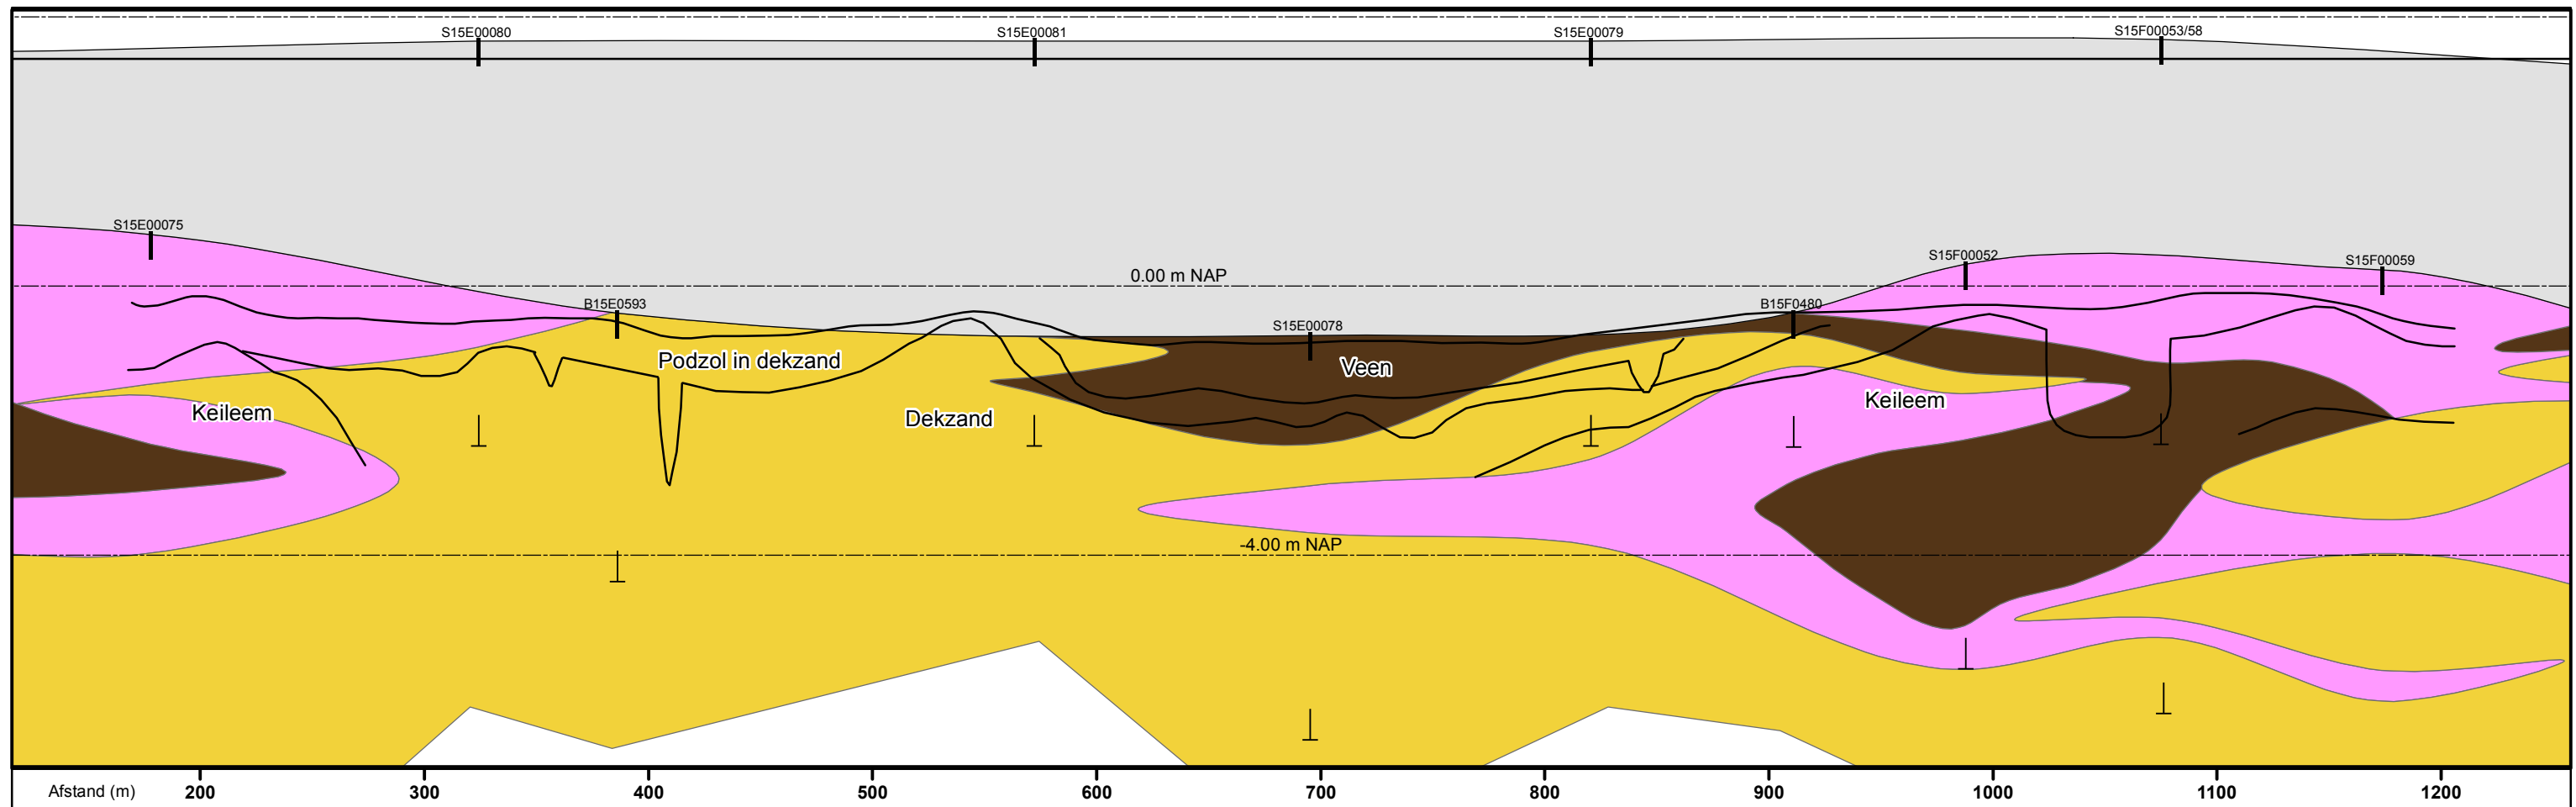 S15E00080
S15E00081
S15E00079
S15F00053/58
S15E00075
S15F00052
S15F00059
0.00 m NAP
B15E0593
B15F0480
S15E00078
Podzol in dekzand
Veen
Keileem
Keileem
Dekzand
-4.00 m NAP
Afstand (m) 200 300 400 500 600 700 800 900 1000 1100 1200